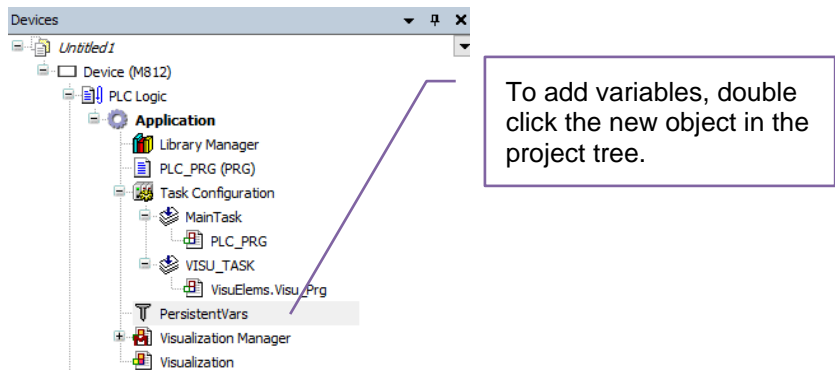 Devices
Untitled1
Device (M812)
PLC Logic
Application
Library Manager
PLC_PRG (PRG)
Task Configuration
MainTask
PLC_PRG
VISU_TASK
VisuElems.Visu_Prg
PersistentVars
Visualization Manager
Visualization
To add variables, double
click the new object in the
project tree.